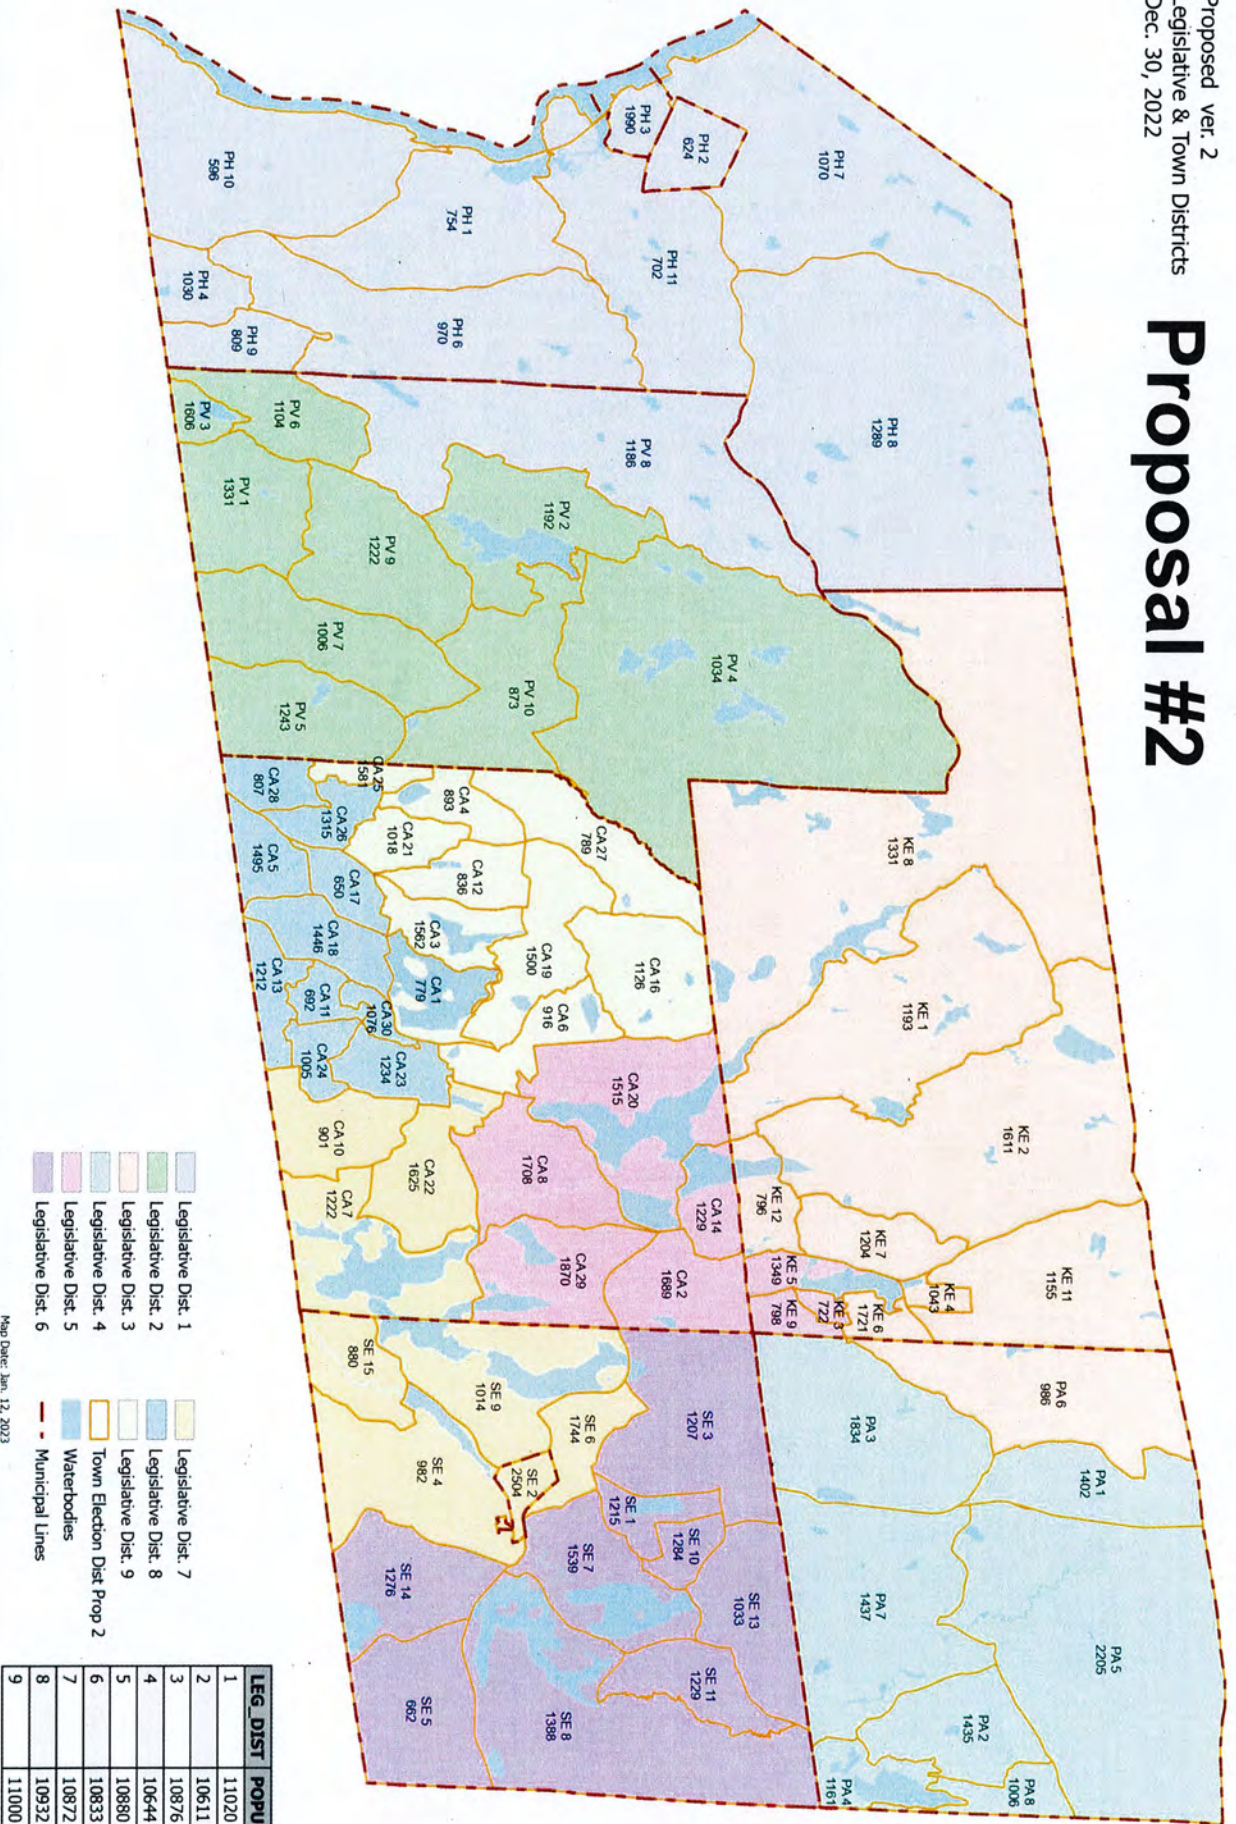 Proposed ver. 2
Legislative & Town Districts
Dec. 30, 2022
Proposal #2
PH 7
1070
PH 2
624
PH 3
1990
PH 11
702
PH 8
1289
PH 1
754
PH 10
596
PH 6
970
PH 4
1030
PH 9
809
PV 8
1186
PV 6
1104
PV 3
1606
PV 1
1331
PV 2
1192
PV 9
1222
PV 4
1034
PV 7
1006
PV 10
873
PV 5
1243
KE 8
1331
KE 1
1193
KE 2
1611
KE 12
796
KE 7
1204
KE 11
1155
KE 4
1043
KE 5
1349
KE 6
1721
KE 3
722
KE 9
798
CA 25
1581
CA 4
893
CA 27
789
CA 28
807
CA 26
1315
CA 21
1018
CA 12
836
CA 5
1495
CA 17
650
CA 3
1562
CA 19
1500
CA 16
1126
CA 18
1446
CA 1
779
CA 6
916
CA 13
1212
CA 11
692
CA 30
1076
CA 24
1005
CA 23
1234
CA 20
1515
CA 10
901
CA 22
1625
CA 8
1708
CA 14
1229
CA 7
1222
CA 29
1870
CA 2
1689
PA 6
986
PA 3
1834
PA 1
1402
PA 7
1437
PA 5
2205
PA 2
1435
PA 8
1006
PA 4
1161
SE 15
880
SE 9
1014
SE 6
1744
SE 3
1207
SE 4
982
SE 2
2504
SE 1
1215
SE 10
1284
SE 7
1539
SE 13
1033
SE 14
1276
SE 11
1229
SE 5
662
SE 8
1388
Legislative Dist. 1
Legislative Dist. 2
Legislative Dist. 3
Legislative Dist. 4
Legislative Dist. 5
Legislative Dist. 6
Legislative Dist. 7
Legislative Dist. 8
Legislative Dist. 9
Town Election Dist Prop 2
Waterbodies
Municipal Lines
Map Date: Jan. 12, 2023
LEG_DIST POPU
1 11020
2 10611
3 10876
4 10644
5 10880
6 10833
7 10872
8 10932
9 11000